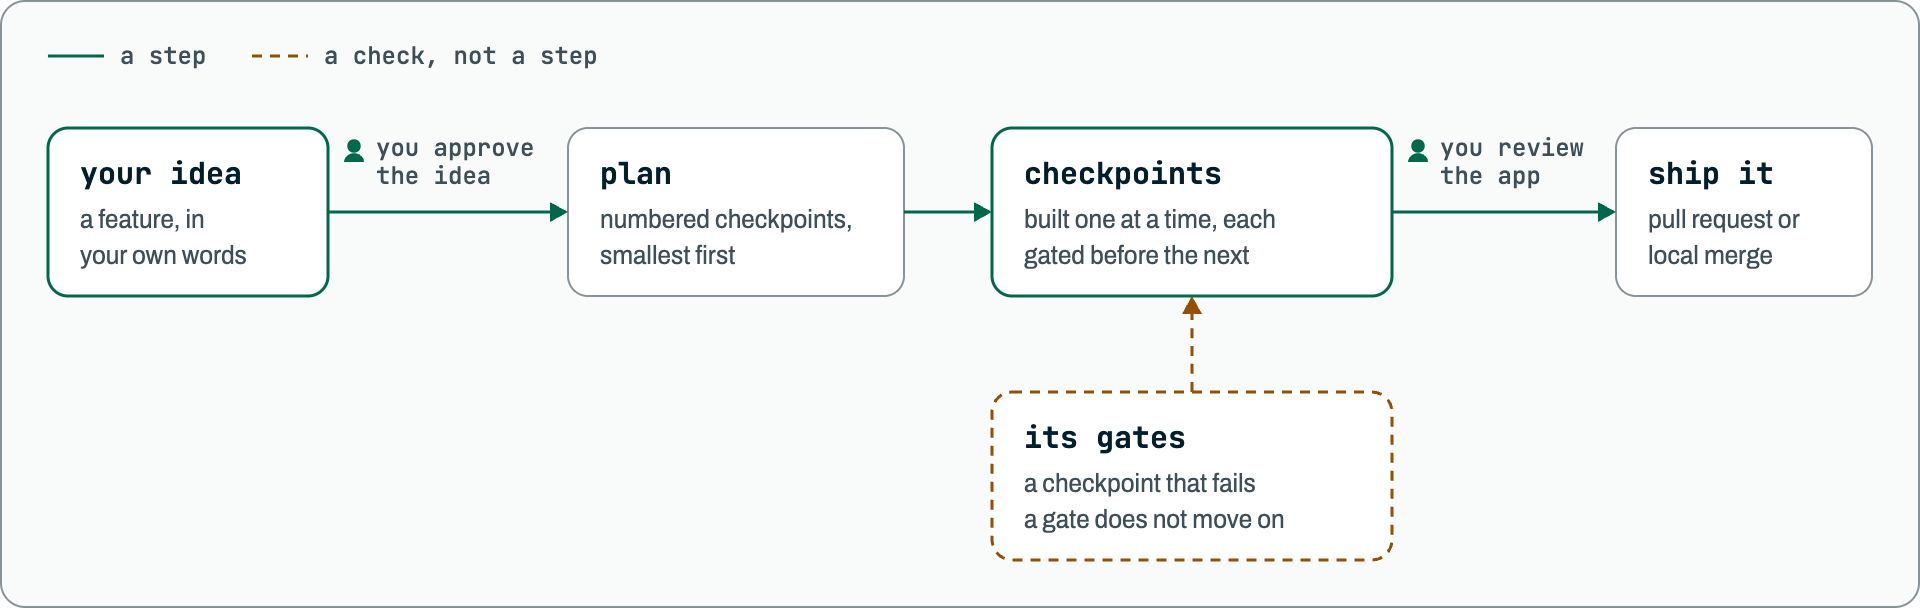 a step
a check, not a step
your idea
a feature, in
your own words
you approve
the idea
plan
numbered checkpoints,
smallest first
checkpoints
built one at a time, each
gated before the next
you review
the app
ship it
pull request or
local merge
its gates
a checkpoint that fails
a gate does not move on